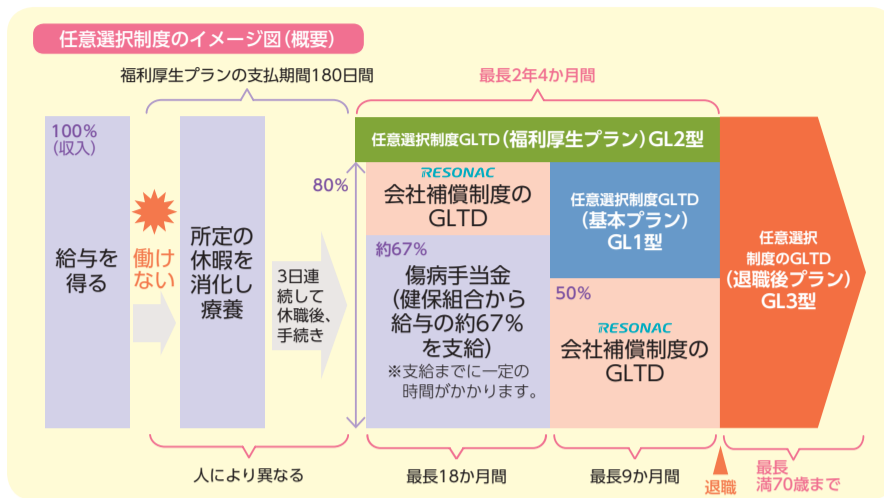 任意選択制度のイメージ図(概要)
福利厚生プランの支払期間180日間
最長2年4か月間
100%
(収入)
給与を
得る
働け
ない
所定の
休暇を
消化し
療養
3日連
続して
休職後、
手続き
80%
任意選択制度GLTD(福利厚生プラン)GL2型
RESONAC
会社補償制度の
GLTD
約67%
傷病手当金
(健保組合から
給与の約67%
を支給)
※支給までに一定の
時間がかかります。
任意選択制度GLTD
(基本プラン)
GL1型
50%
RESONAC
会社補償制度の
GLTD
任意選択
制度のGLTD
(退職後プラン)
GL3型
人により異なる
最長18か月間
最長9か月間
退職
最長
満70歳まで